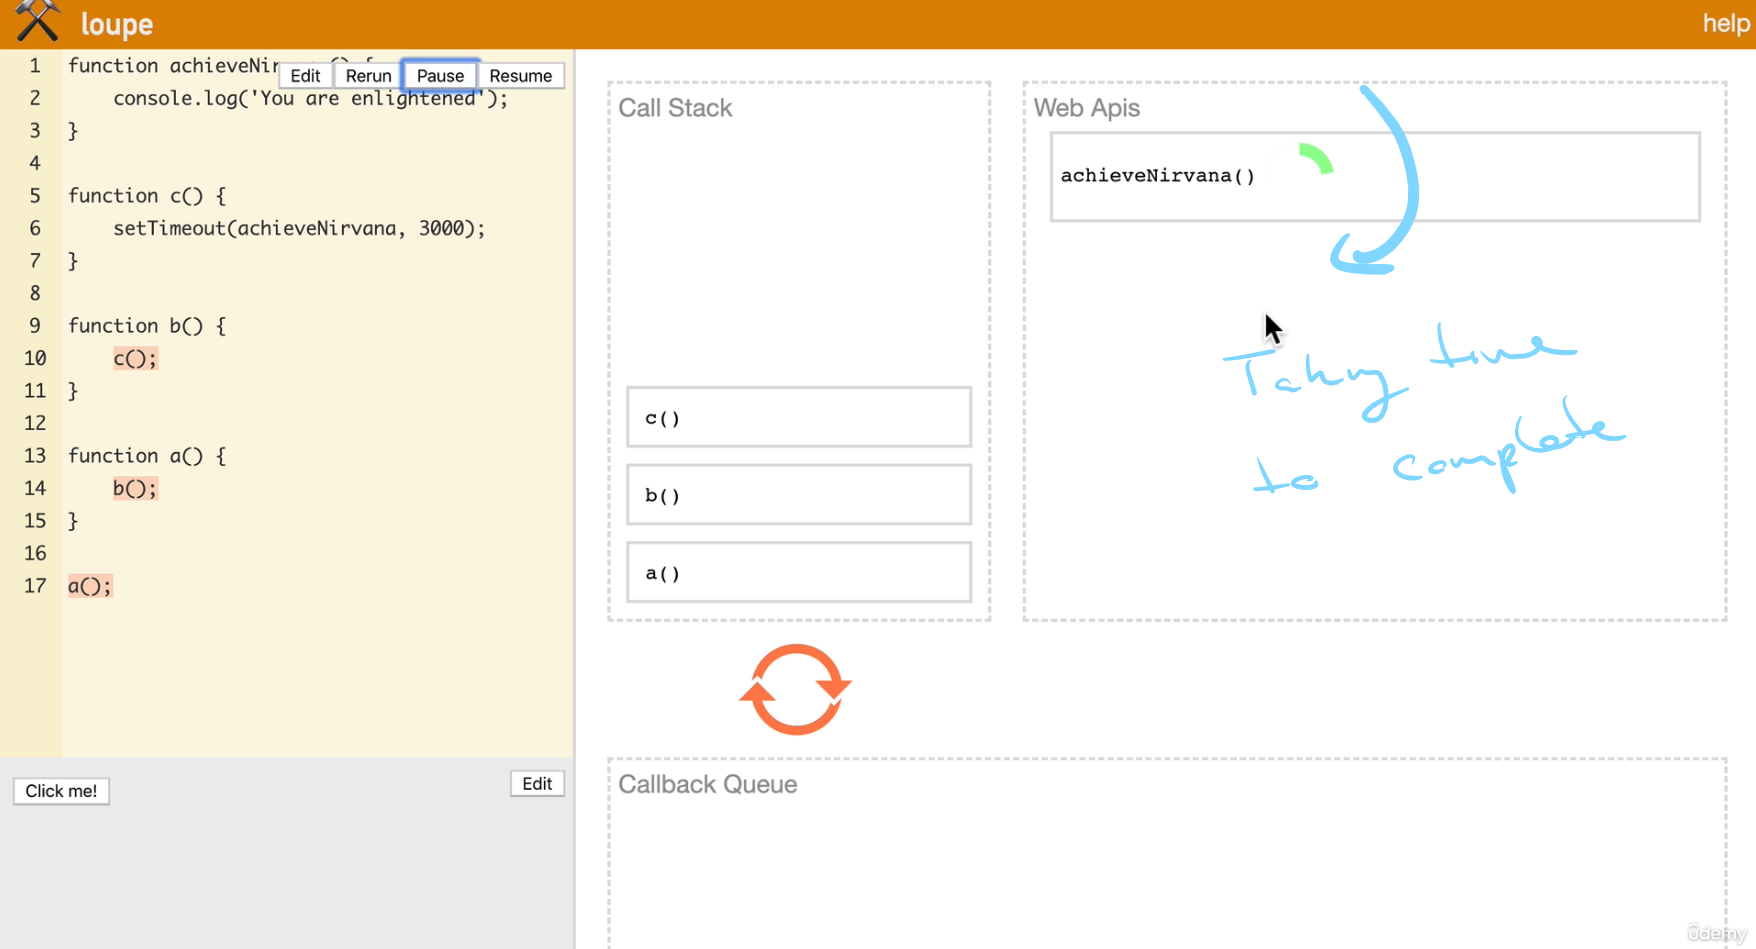 loupe
help
1 function achieveNir
Edit Rerun Pause Resume
2 console.log('You are enlightened');
3 }
4
5 function c() {
6 setTimeout(achieveNirvana, 3000);
7 }
8
9 function b() {
10 c();
11 }
12
13 function a() {
14 b();
15 }
16
17 a();
Click me!
Edit
Call Stack
c()
b()
a()
Web Apis
achieveNirvana()
Taking time
to complete
Callback Queue
ûdemy